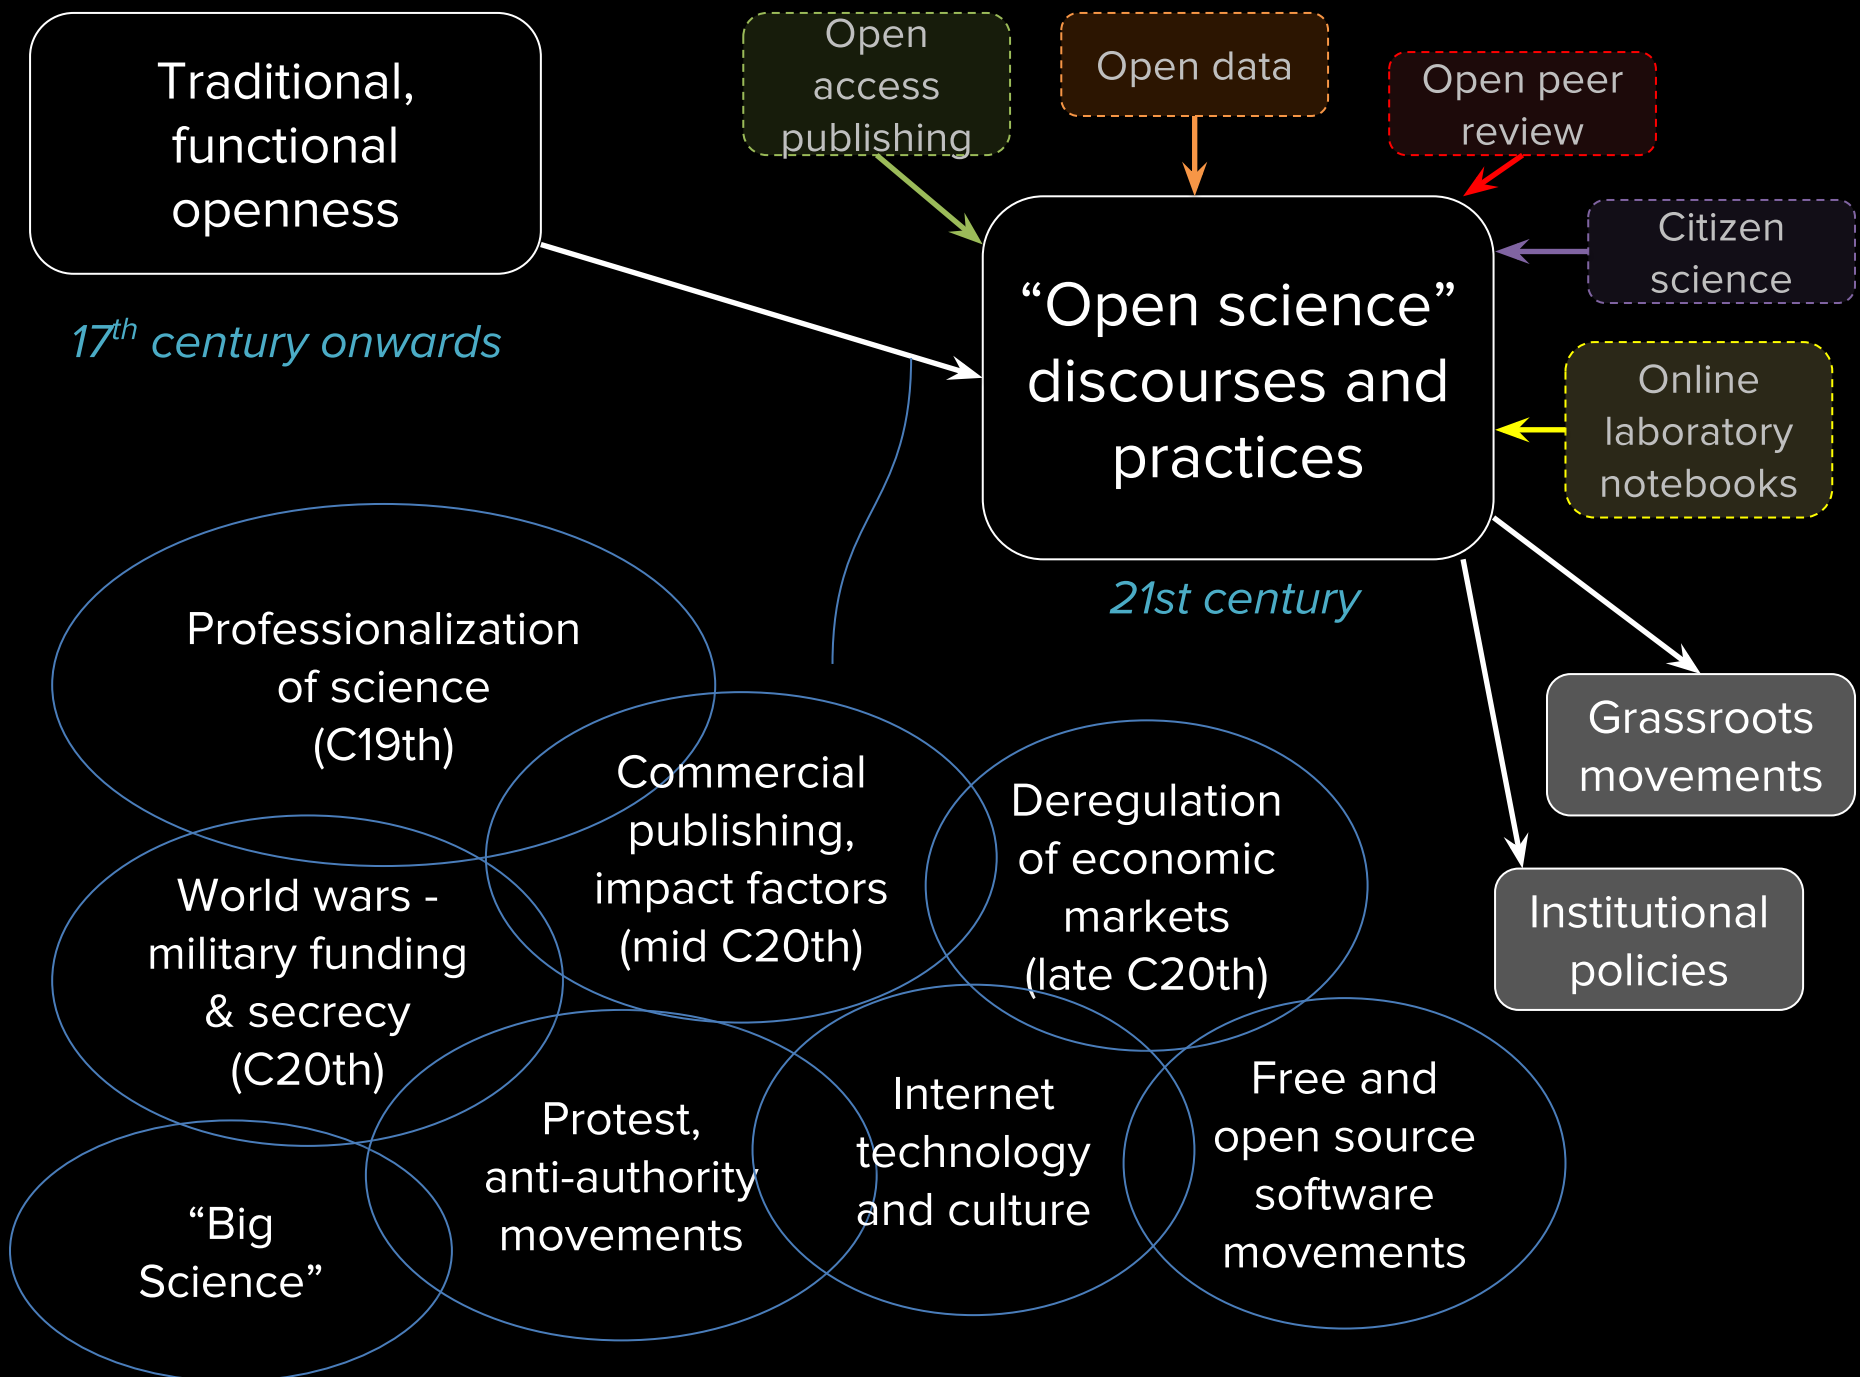 Traditional,
functional
openness
17th century onwards
Open
access
publishing
Open data
Open peer
review
Citizen
science
Online
laboratory
notebooks
“Open science”
discourses and
practices
21st century
Grassroots
movements
Institutional
policies
Professionalization
of science
(C19th)
Commercial
publishing,
impact factors
(mid C20th)
Deregulation
of economic
markets
(late C20th)
World wars -
military funding
& secrecy
(C20th)
Protest,
anti-authority
movements
Internet
technology
and culture
Free and
open source
software
movements
“Big
Science”